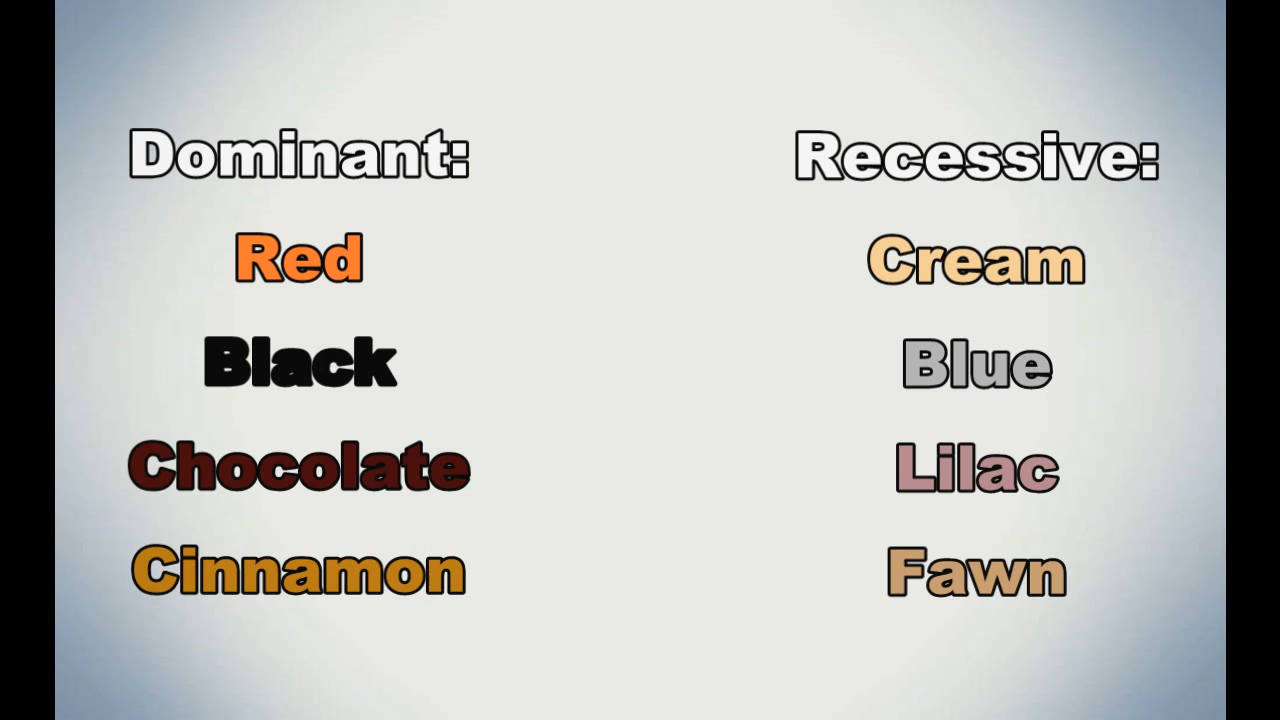 Dominant:
Red
Black
Chocolate
Cinnamon
Recessive:
Cream
Blue
Lilac
Fawn